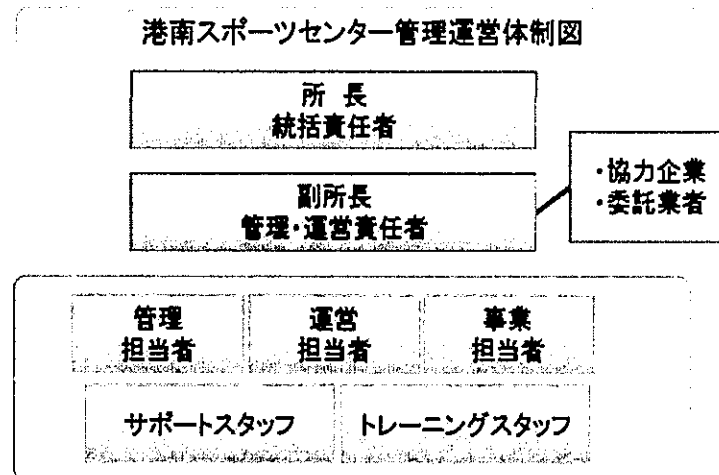 港南スポーツセンター管理運営体制図
所 長
統括責任者
・協力企業
・委託業者
副所長
管理・運営責任者
管理
担当者
運営
担当者
事業
担当者
サポートスタッフ
トレーニングスタッフ